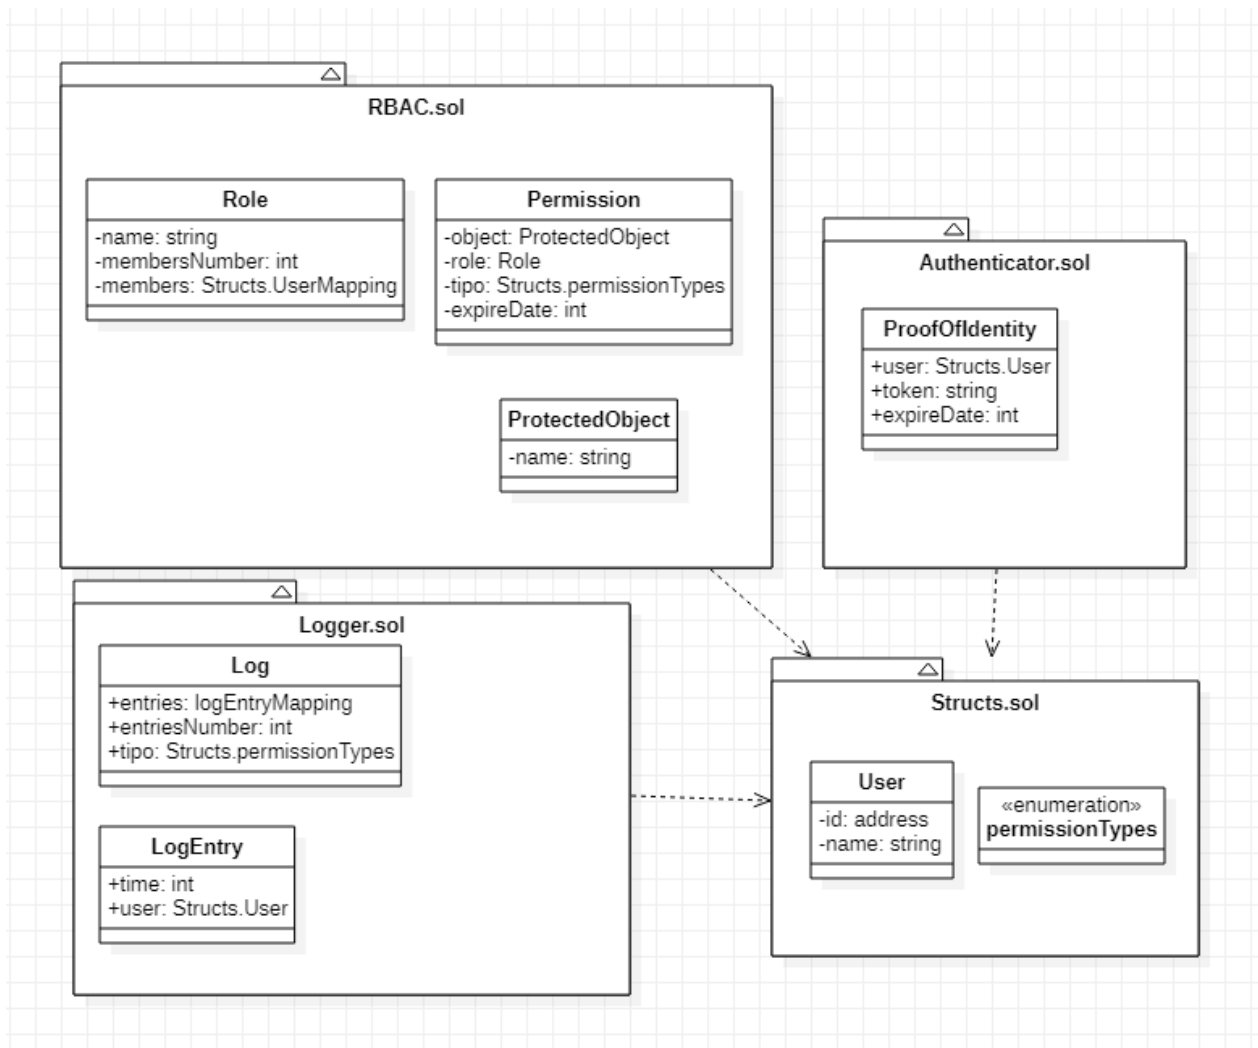 RBAC.sol
Role
-name: string
-membersNumber: int
-members: Structs.UserMapping
Permission
-object: ProtectedObject
-role: Role
-tipo: Structs.permissionTypes
-expireDate: int
ProtectedObject
-name: string
Authenticator.sol
ProofOfIdentity
+user: Structs.User
+token: string
+expireDate: int
Logger.sol
Log
+entries: logEntryMapping
+entriesNumber: int
+tipo: Structs.permissionTypes
LogEntry
+time: int
+user: Structs.User
Structs.sol
User
-id: address
-name: string
«enumeration»
permissionTypes